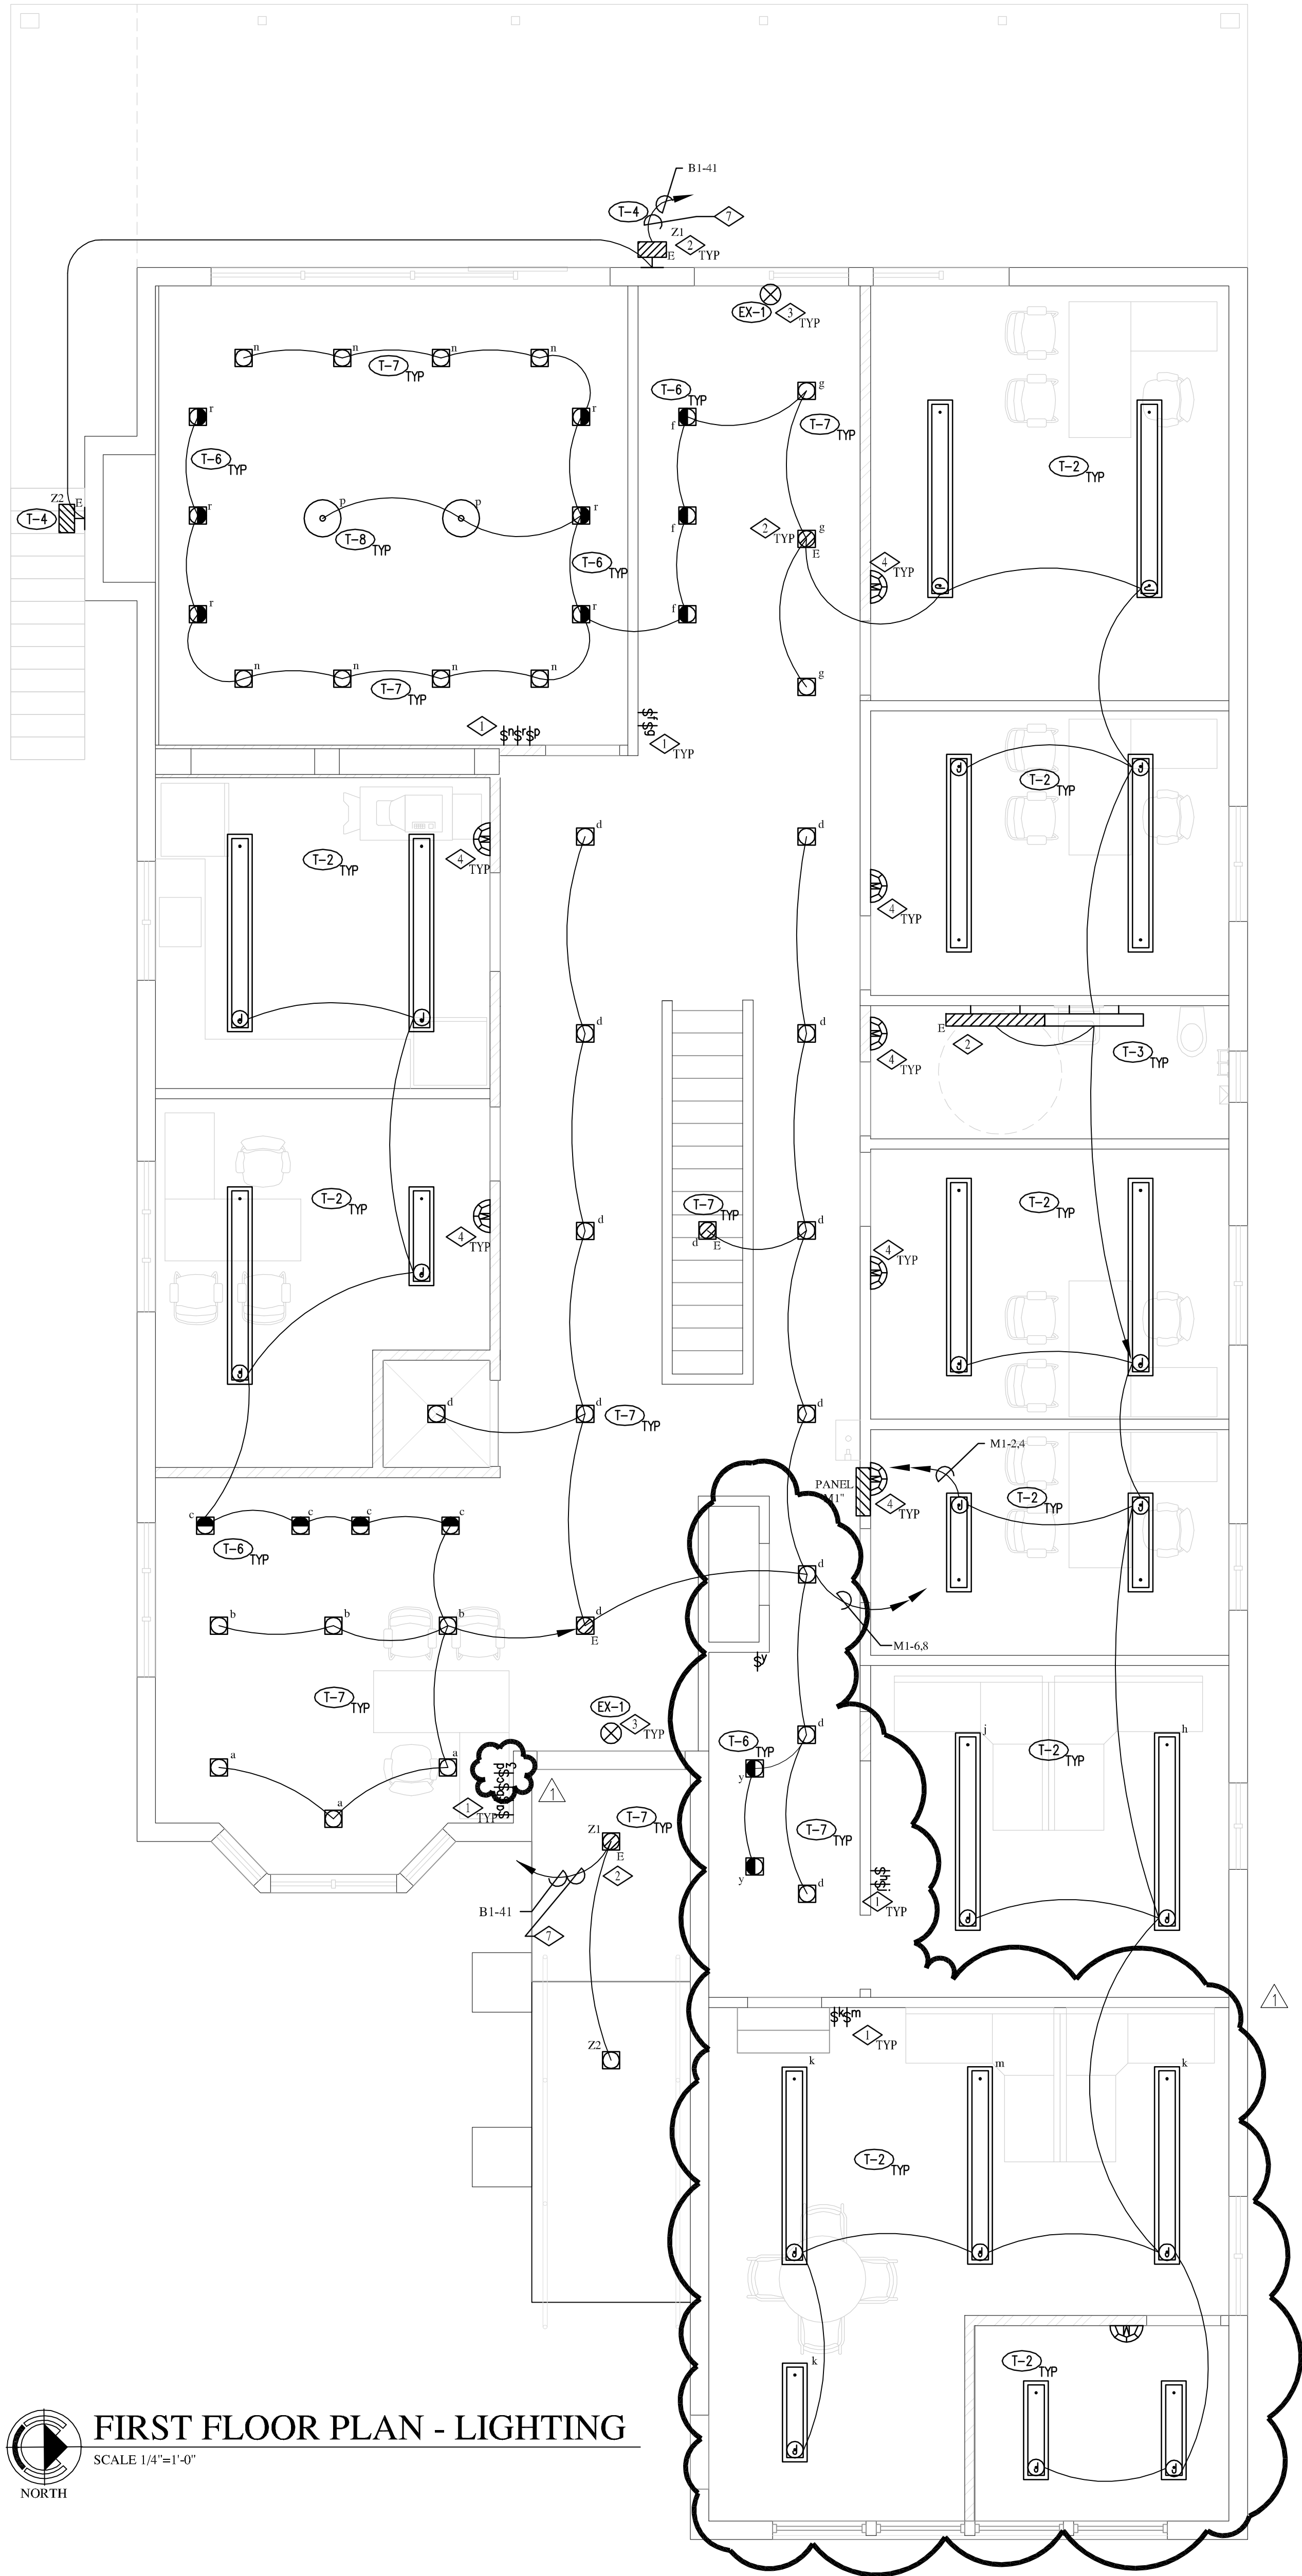 B1-41
T-4
7
Z1
2
E
TYP
EX-1
3
TYP
n
n
n
n
T-7
TYP
T-6
TYP
g
r
r
f
T-7
TYP
T-6
TYP
T-2
TYP
Z2
E
T-4
r
p
p
r
f
T-8
TYP
2
TYP
g
E
T-6
TYP
4
TYP
r
r
f
n
n
n
n
T-7
TYP
g
1
$n$r$p
$f$g
1
TYP
T-2
TYP
d
d
T-2
TYP
4
TYP
4
TYP
d
d
E
2
T-3
TYP
4
TYP
T-2
TYP
4
TYP
T-7
TYP
d
E
d
d
T-2
TYP
4
TYP
d
d
T-7
TYP
d
M1-2,4
PANEL
4
TYP
T-2
TYP
c
c
c
c
T-6
TYP
d
b
b
b
d
E
M1-6,8
$y
T-7
TYP
EX-1
3
TYP
d
T-6
TYP
y
j
h
T-2
TYP
a
a
a
1
TYP
1
T-7
TYP
Z1
E
2
T-7
TYP
y
d
$h$j
1
TYP
B1-41
7
Z2
1
$k$m
1
TYP
k
m
k
T-2
TYP
k
T-2
TYP
FIRST FLOOR PLAN - LIGHTING
SCALE 1/4"=1'-0"
NORTH